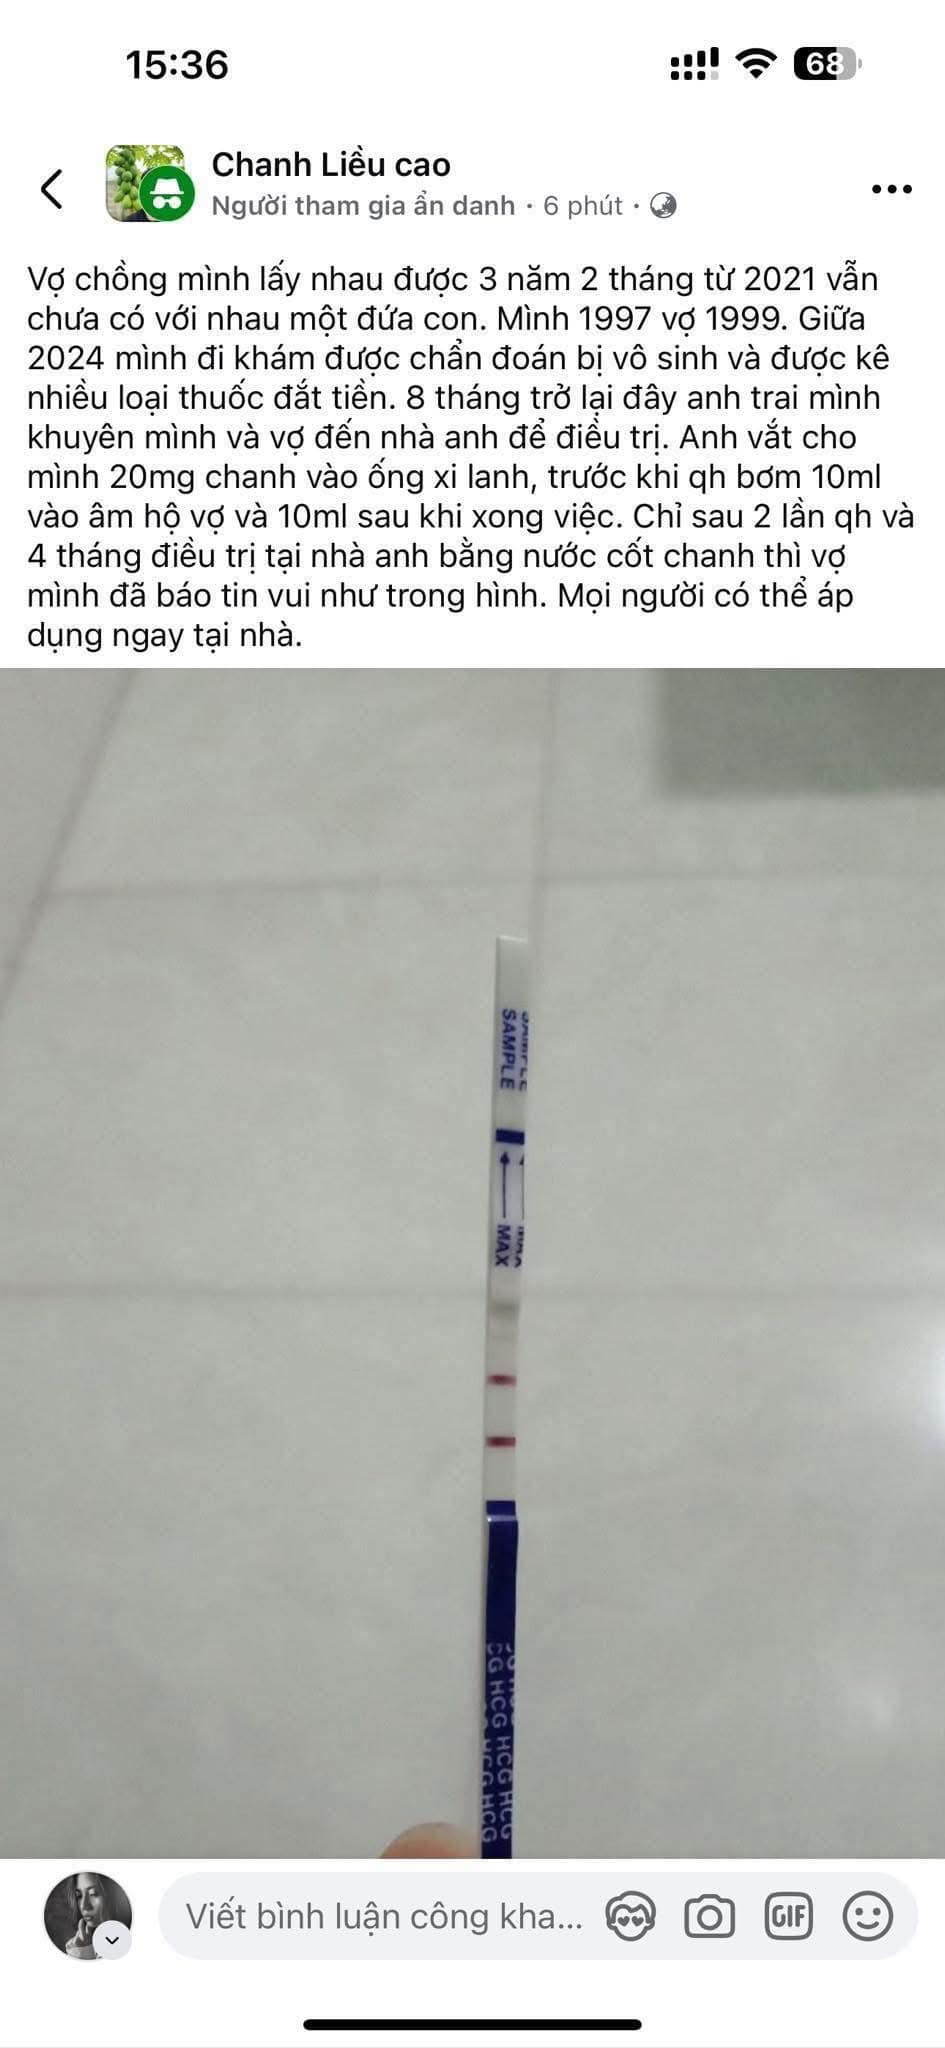 15:36
68
Chanh Liều cao
Người tham gia ẩn danh · 6 phút ·
Vợ chồng mình lấy nhau được 3 năm 2 tháng từ 2021 vẫn
chưa có với nhau một đứa con. Mình 1997 vợ 1999. Giữa
2024 mình đi khám được chẩn đoán bị vô sinh và được kê
nhiều loại thuốc đắt tiền. 8 tháng trở lại đây anh trai mình
khuyên mình và vợ đến nhà anh để điều trị. Anh vắt cho
mình 20mg chanh vào ống xi lanh, trước khi qh bơm 10ml
vào âm hộ vợ và 10ml sau khi xong việc. Chỉ sau 2 lần qh và
4 tháng điều trị tại nhà anh bằng nước cốt chanh thì vợ
mình đã báo tin vui như trong hình. Mọi người có thể áp
dụng ngay tại nhà.
SAMPLE
SAMPLE
MAX
MAX
CG HCG HCG HCG
HCG HCG
Viết bình luận công kha...
GIF